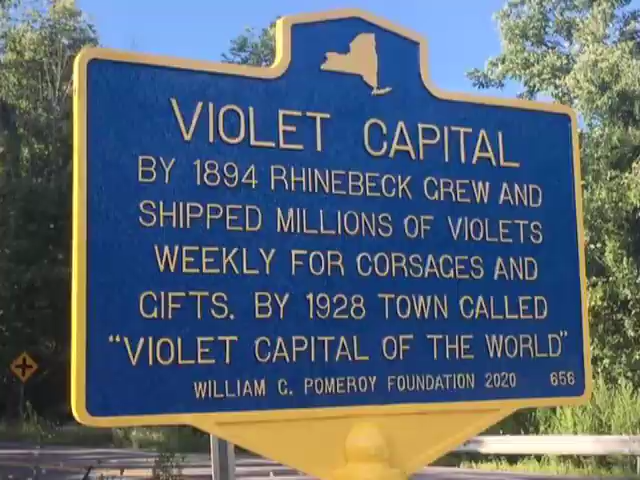 VIOLET CAPITAL
BY 1894 RHINEBECK GREW AND
SHIPPED MILLIONS OF VIOLETS
WEEKLY FOR CORSAGES AND
GIFTS. BY 1928 TOWN CALLED
"VIOLET CAPITAL OF THE WORLD"
WILLIAM G. POMEROY FOUNDATION 2020 656